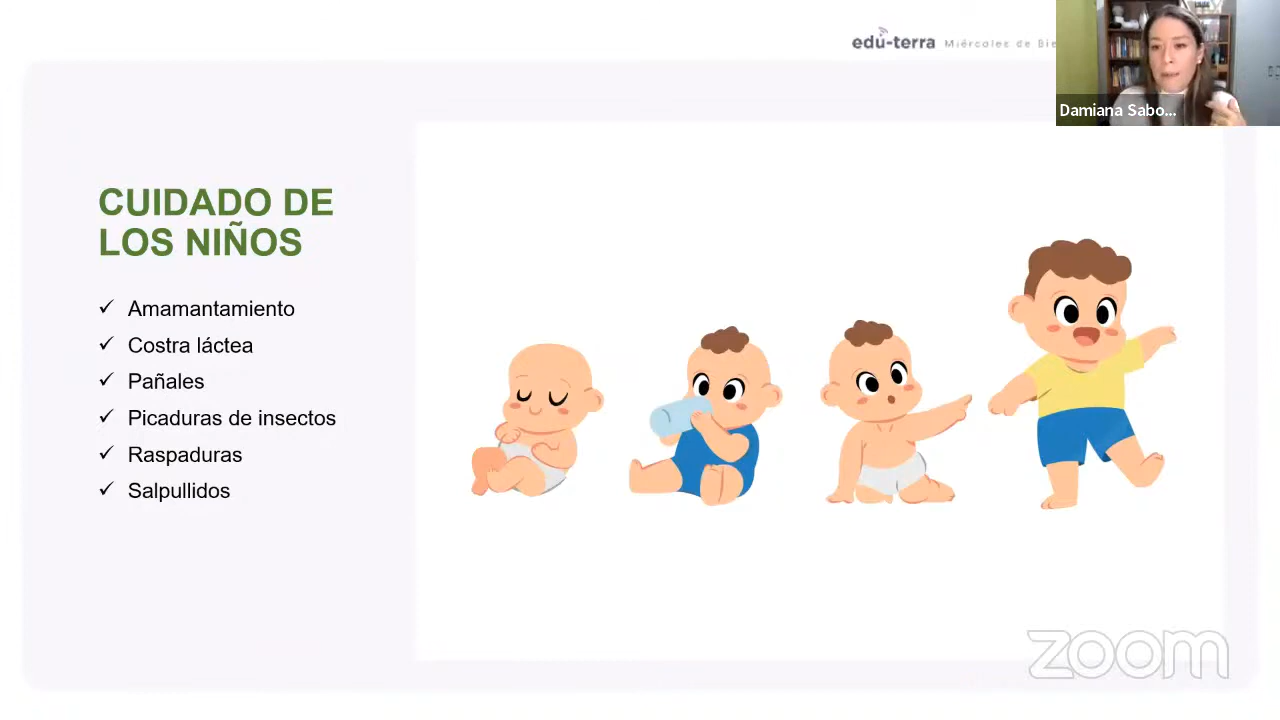 edu-terra Miércoles de Bie
Damiana Sabo...
CUIDADO DE
LOS NIÑOS
✓ Amamantamiento
✓ Costra láctea
✓ Pañales
✓ Picaduras de insectos
✓ Raspaduras
✓ Salpullidos
zoom